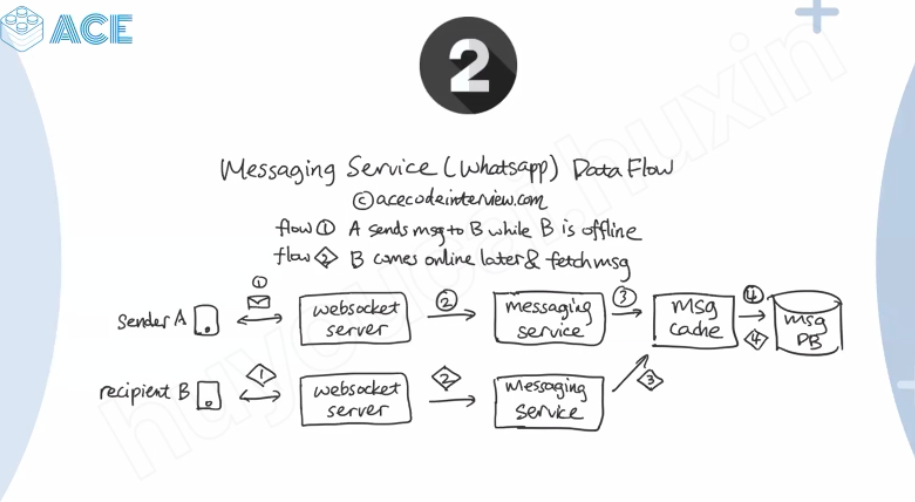 ACE
2
Messaging Service (Whatsapp) Data Flow
©acecodeinterview.com
flow ① A sends msg to B while B is offline
flow ◇2 B comes online later & fetch msg
①
sender A
websocket
server
②
messaging
service
③
msg
cache
④
4
msg
DB
recipient B
1
websocket
server
2
messaging
service
3
huyoucai.huxin